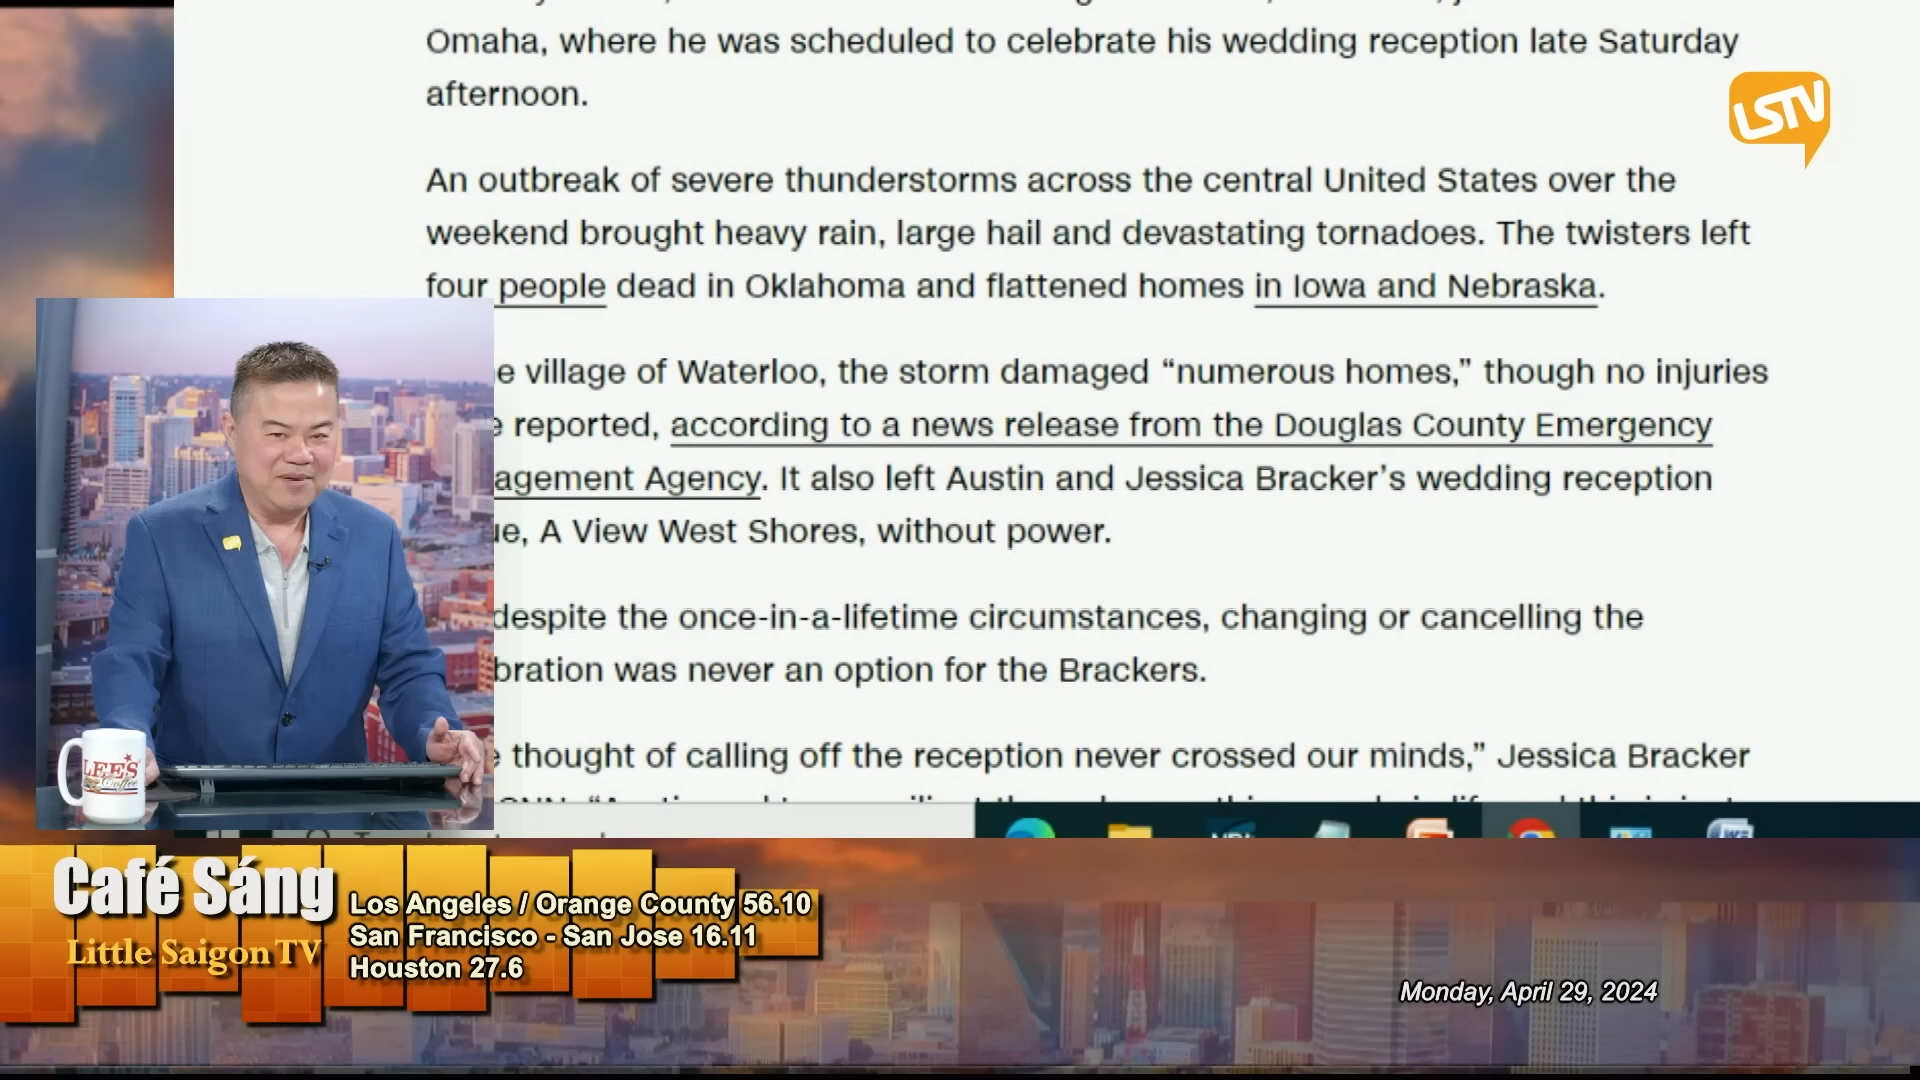 Omaha, where he was scheduled to celebrate his wedding reception late Saturday
afternoon.
LSTV
An outbreak of severe thunderstorms across the central United States over the
weekend brought heavy rain, large hail and devastating tornadoes. The twisters left
four people dead in Oklahoma and flattened homes in Iowa and Nebraska.
e village of Waterloo, the storm damaged “numerous homes,” though no injuries
e reported, according to a news release from the Douglas County Emergency
agement Agency. It also left Austin and Jessica Bracker’s wedding reception
ue, A View West Shores, without power.
despite the once-in-a-lifetime circumstances, changing or cancelling the
bration was never an option for the Brackers.
e thought of calling off the reception never crossed our minds,” Jessica Bracker
LEE'S
Coffee
Café Sáng
Little Saigon TV
Los Angeles / Orange County 56.10
San Francisco - San Jose 16.11
Houston 27.6
Monday, April 29, 2024